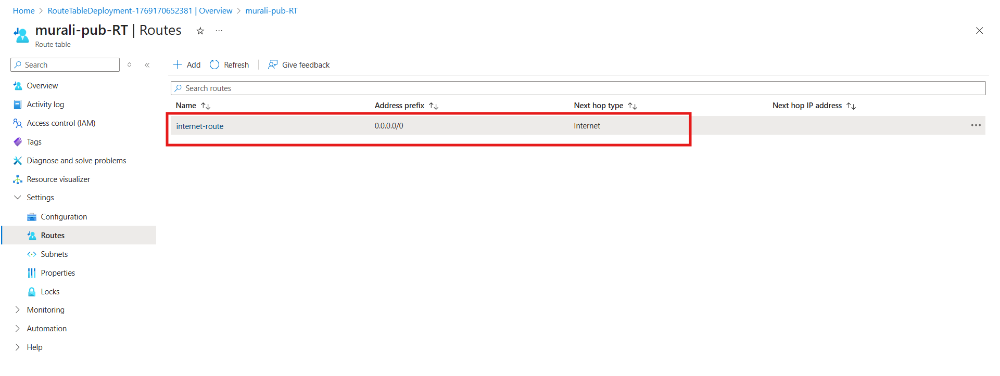 Home > RouteTableDeployment-1769170652381 | Overview > murali-pub-RT
murali-pub-RT | Routes
Route table
Search
Add Refresh Give feedback
Overview
Activity log
Access control (IAM)
Tags
Diagnose and solve problems
Resource visualizer
Settings
Configuration
Routes
Subnets
Properties
Locks
Monitoring
Automation
Help
Search routes
Name Address prefix Next hop type Next hop IP address
internet-route 0.0.0.0/0 Internet